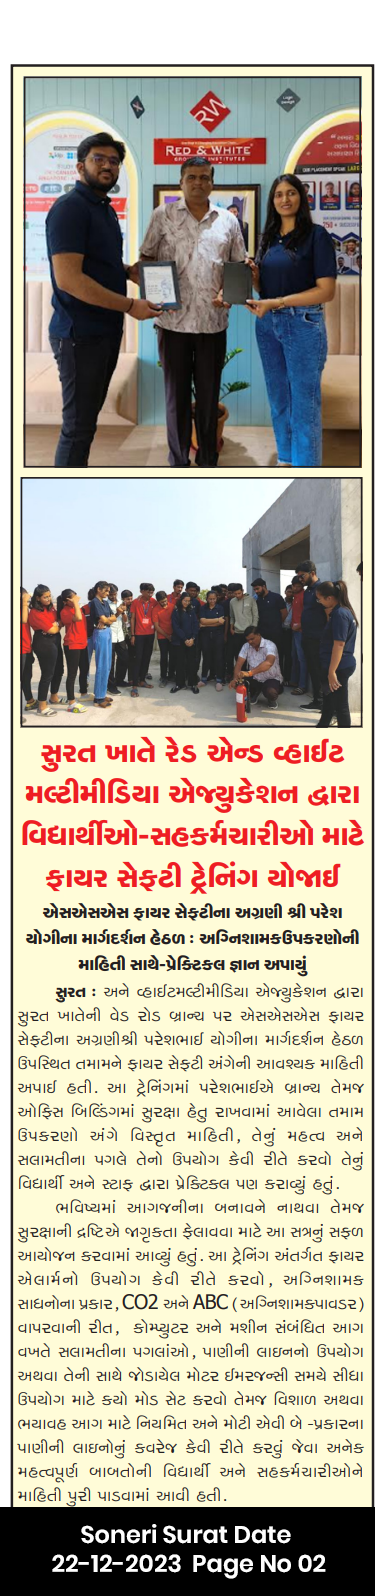 RW
RED & WHITE
સુરત ખાતે રેડ એન્ડ વ્હાઈટ
મલ્ટીમીડિયા એજ્યુકેશન દ્વારા
વિદ્યાર્થીઓ-સહકર્મચારીઓ માટે
ફાયર સેફટી ટ્રેનિંગ યોજાઈ
એસએસએસ ફાયર સેફટીના અગ્રણી શ્રી પરેશ
યોગીના માર્ગદર્શન હેઠળ : અગ્નિશામકઉપકરણોની
માહિતી સાથે-પ્રેક્ટિકલ જ્ઞાન અપાયું
સુરત : અને વ્હાઈટમલ્ટીમીડિયા એજ્યુકેશન દ્વારા
સુરત ખાતેની વેડ રોડ બ્રાન્ચ પર એસએસએસ ફાયર
સેફટીના અગ્રણીશ્રી પરેશભાઈ યોગીના માર્ગદર્શન હેઠળ
ઉપસ્થિત તમામને ફાયર સેફટી અંગેની આવશ્યક માહિતી
અપાઈ હતી. આ ટ્રેનિંગમાં પરેશભાઈએ બ્રાન્ચ તેમજ
ઓફિસ બિલ્ડિંગમાં સુરક્ષા હેતુ રાખવામાં આવેલા તમામ
ઉપકરણો અંગે વિસ્તૃત માહિતી, તેનું મહત્વ અને
સલામતીના પગલે તેનો ઉપયોગ કેવી રીતે કરવો તેનું
વિદ્યાર્થી અને સ્ટાફ દ્વારા પ્રેક્ટિકલ પણ કરાવ્યું હતું.
ભવિષ્યમાં આગજનીના બનાવને નાથવા તેમજ
સુરક્ષાની દ્રષ્ટિએ જાગૃકતા ફેલાવવા માટે આ સત્રનું સફળ
આયોજન કરવામાં આવ્યું હતું. આ ટ્રેનિંગ અંતર્ગત ફાયર
એલાર્મનો ઉપયોગ કેવી રીતે કરવો, અગ્નિશામક
સાધનોના પ્રકાર, CO2 અને ABC (અગ્નિશામકપાવડર)
વાપરવાની રીત, કોમ્પ્યુટર અને મશીન સંબંધિત આગ
વખતે સલામતીના પગલાંઓ, પાણીની લાઇનનો ઉપયોગ
અથવા તેની સાથે જોડાયેલ મોટર ઈમરજન્સી સમયે સીધા
ઉપયોગ માટે કયો મોડ સેટ કરવો તેમજ વિશાળ અથવા
ભયાવહ આગ માટે નિયમિત અને મોટી એવી બે -પ્રકારના
પાણીની લાઇનોનું કવરેજ કેવી રીતે કરવું જેવા અનેક
મહત્વપૂર્ણ બાબતોની વિદ્યાર્થી અને સહકર્મચારીઓને
માહિતી પુરી પાડવામાં આવી હતી.
Soneri Surat Date
22-12-2023 Page No 02